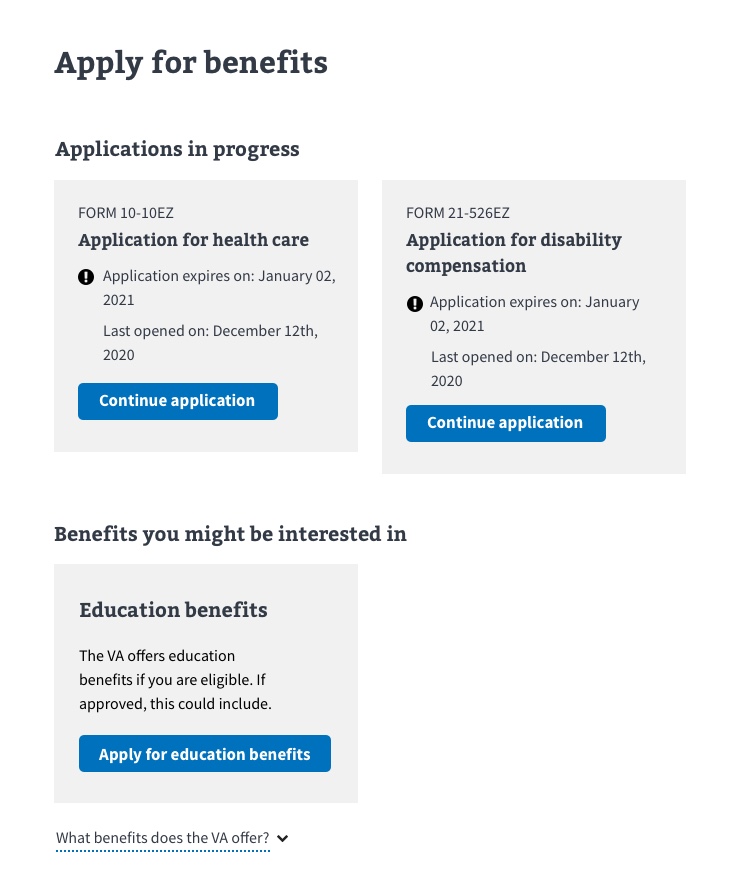 Apply for benefits
Applications in progress
FORM 10-10EZ
Application for health care
Application expires on: January 02,
2021
Last opened on: December 12th,
2020
Continue application
FORM 21-526EZ
Application for disability
compensation
Application expires on: January
02, 2021
Last opened on: December 12th,
2020
Continue application
Benefits you might be interested in
Education benefits
The VA offers education
benefits if you are eligible. If
approved, this could include.
Apply for education benefits
What benefits does the VA offer?